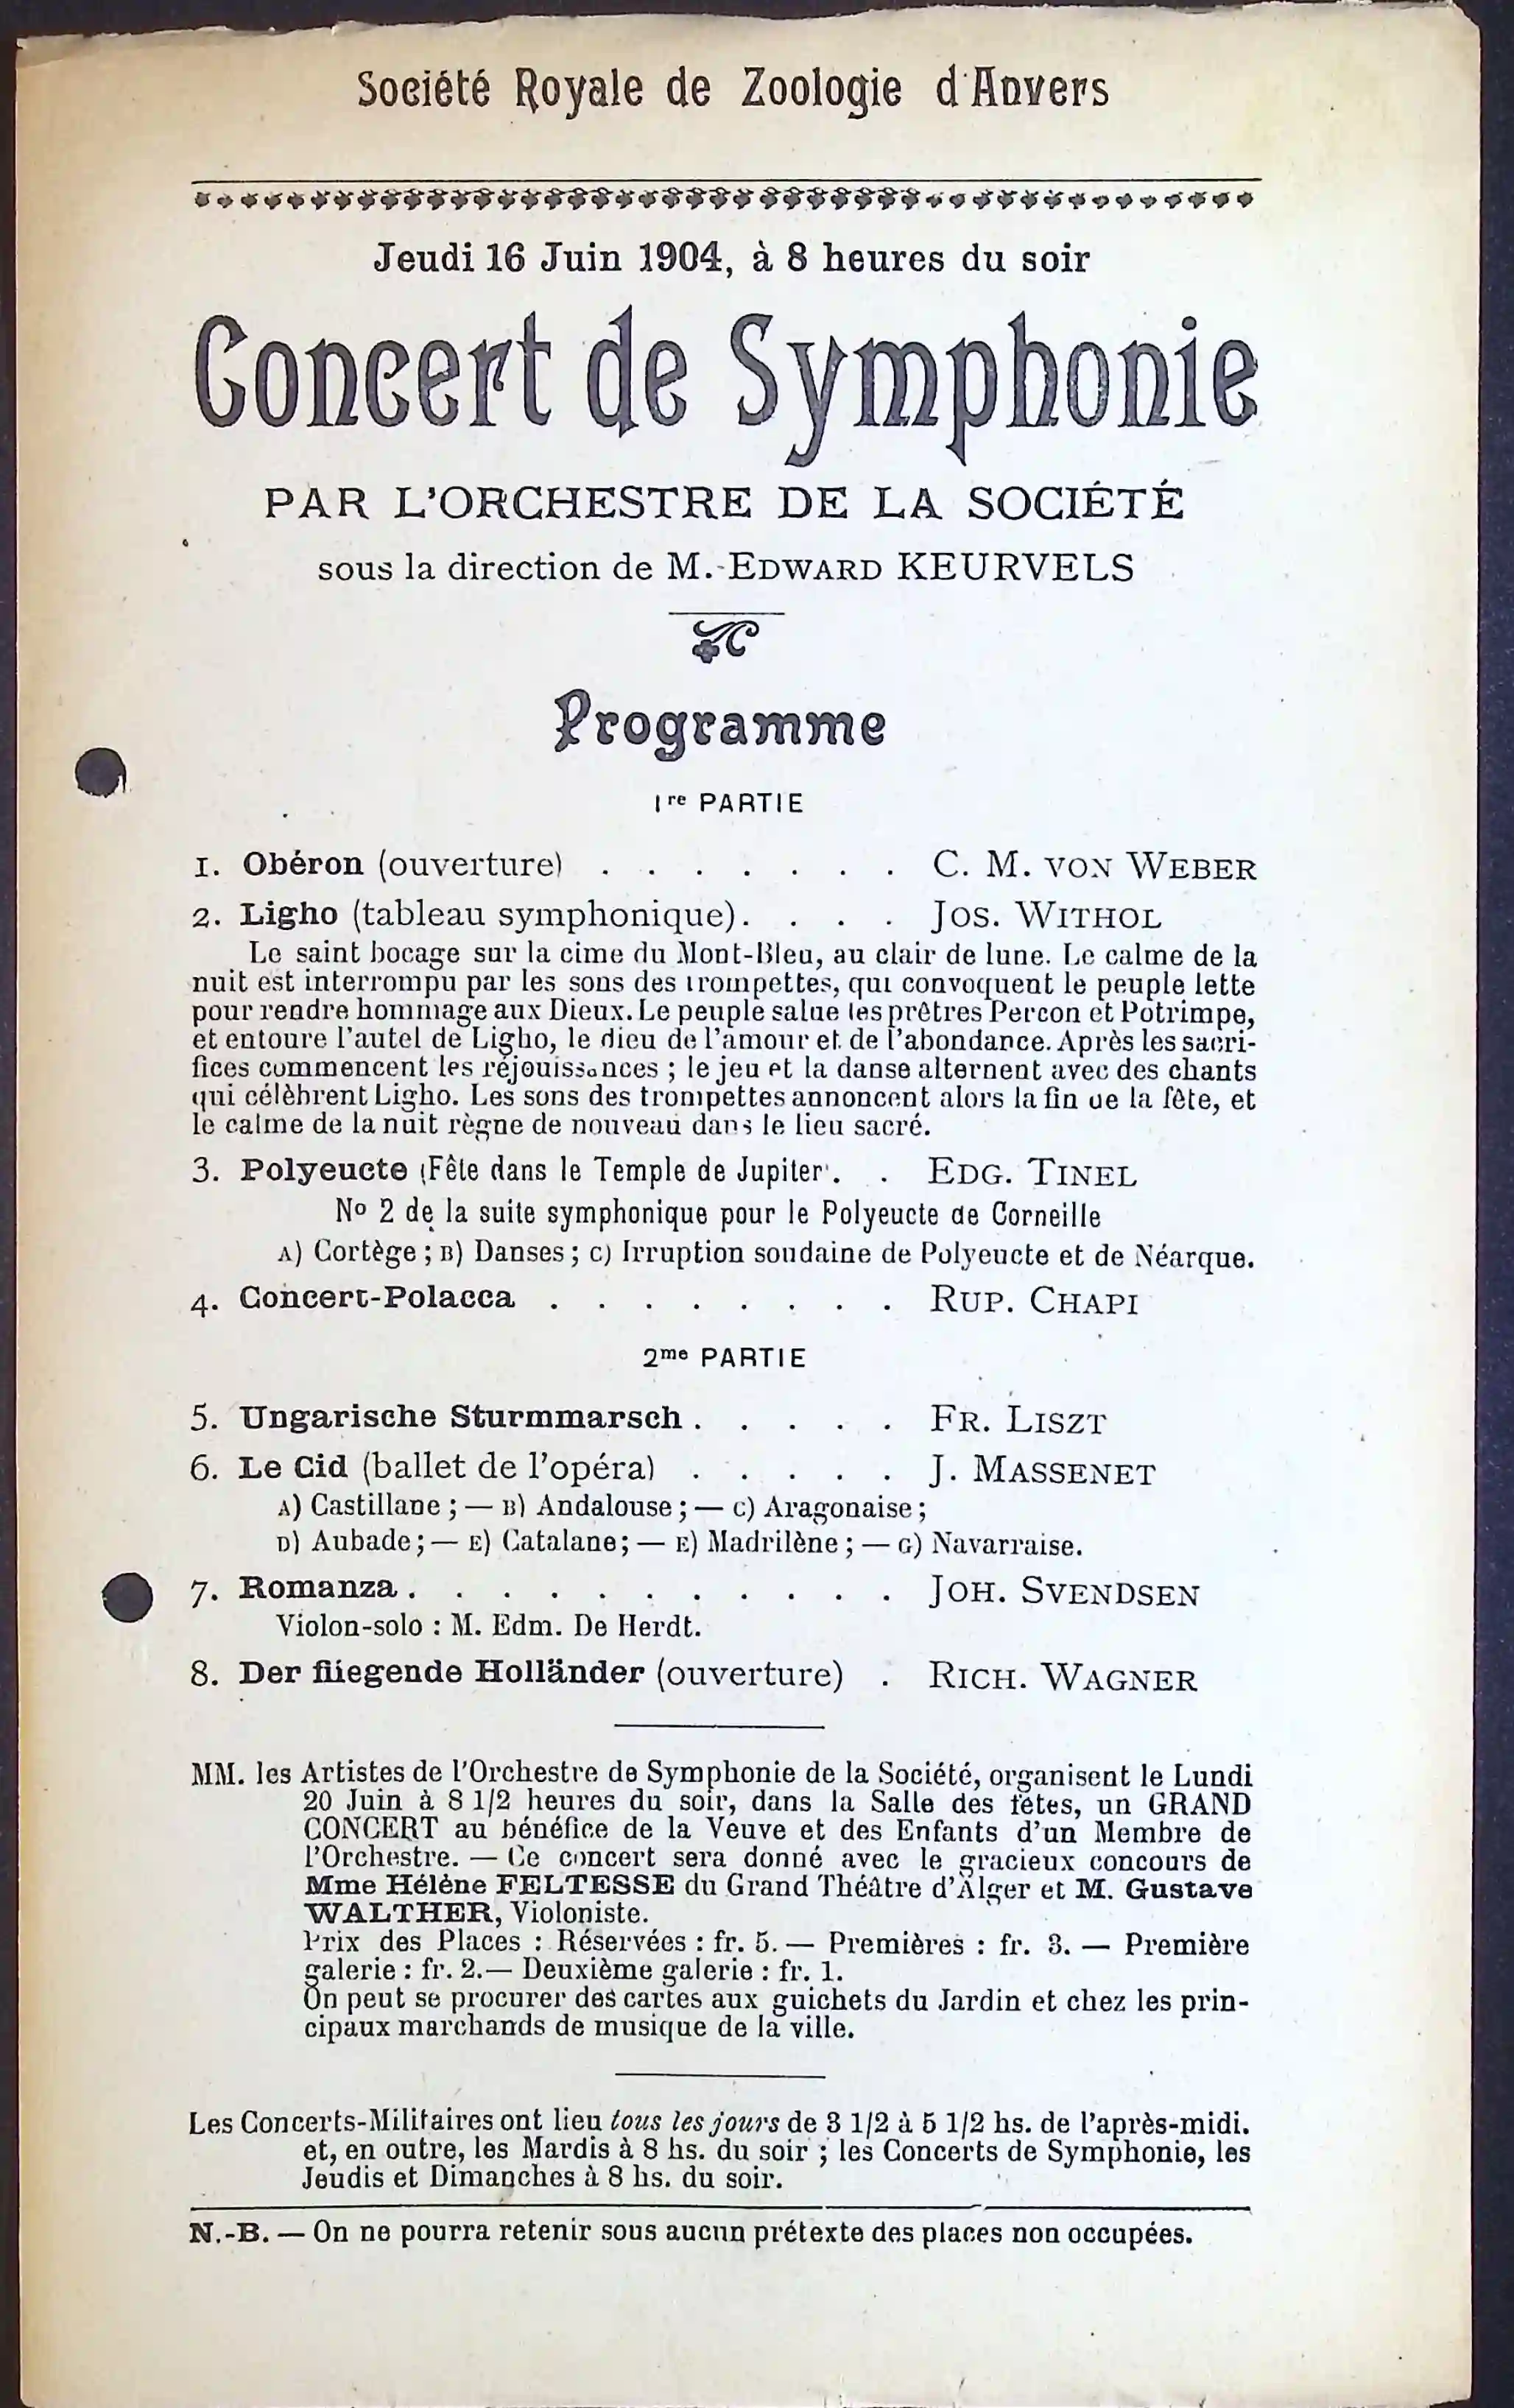 Société Royale de Zoologie d'Anvers
Jeudi 16 Juin 1904, à 8 heures du soir
Concert de Symphonie
PAR L'ORCHESTRE DE LA SOCIÉTÉ
sous la direction de M. EDWARD KEURVELS
Programme
1re PARTIE
1. Obéron (ouverture) . . . . . . . C. M. VON WEBER
2. Ligho (tableau symphonique). . . . JOS. WITHOL
Le saint bocage sur la cime du Mont-Bleu, au clair de lune. Le calme de la
nuit est interrompu par les sons des trompettes, qui convoquent le peuple lette
pour rendre hommage aux Dieux. Le peuple salue les prêtres Percon et Potrimpe,
et entoure l'autel de Ligho, le dieu de l'amour et de l'abondance. Après les sacri-
fices commencent les réjouissances ; le jeu et la danse alternent avec des chants
qui célèbrent Ligho. Les sons des trompettes annoncent alors la fin de la fête, et
le calme de la nuit règne de nouveau dans le lieu sacré.
3. Polyeucte (Fête dans le Temple de Jupiter). . EDG. TINEL
No 2 de la suite symphonique pour le Polyeucte de Corneille
A) Cortège ; B) Danses ; C) Irruption soudaine de Polyeucte et de Néarque.
4. Concert-Polacca . . . . . . . . RUP. CHAPI
2me PARTIE
5. Ungarische Sturmmarsch . . . . . FR. LISZT
6. Le Cid (ballet de l'opéra) . . . . . J. MASSENET
A) Castillane ; — B) Andalouse ; — C) Aragonaise ;
D) Aubade ; — E) Catalane ; — E) Madrilène ; — G) Navarraise.
7. Romanza . . . . . . . . . . . JOH. SVENDSEN
Violon-solo : M. Edm. De Herdt.
8. Der fliegende Holländer (ouverture) . RICH. WAGNER
MM. les Artistes de l'Orchestre de Symphonie de la Société, organisent le Lundi
20 Juin à 8 1/2 heures du soir, dans la Salle des fêtes, un GRAND
CONCERT au bénéfice de la Veuve et des Enfants d'un Membre de
l'Orchestre. — Ce concert sera donné avec le gracieux concours de
Mme Hélène FELTESSE du Grand Théâtre d'Alger et M. Gustave
WALTHER, Violoniste.
Prix des Places : Réservées : fr. 5. — Premières : fr. 3. — Première
galerie : fr. 2. — Deuxième galerie : fr. 1.
On peut se procurer des cartes aux guichets du Jardin et chez les prin-
cipaux marchands de musique de la ville.
Les Concerts-Militaires ont lieu tous les jours de 3 1/2 à 5 1/2 hs. de l'après-midi.
et, en outre, les Mardis à 8 hs. du soir ; les Concerts de Symphonie, les
Jeudis et Dimanches à 8 hs. du soir.
N.-B. — On ne pourra retenir sous aucun prétexte des places non occupées.